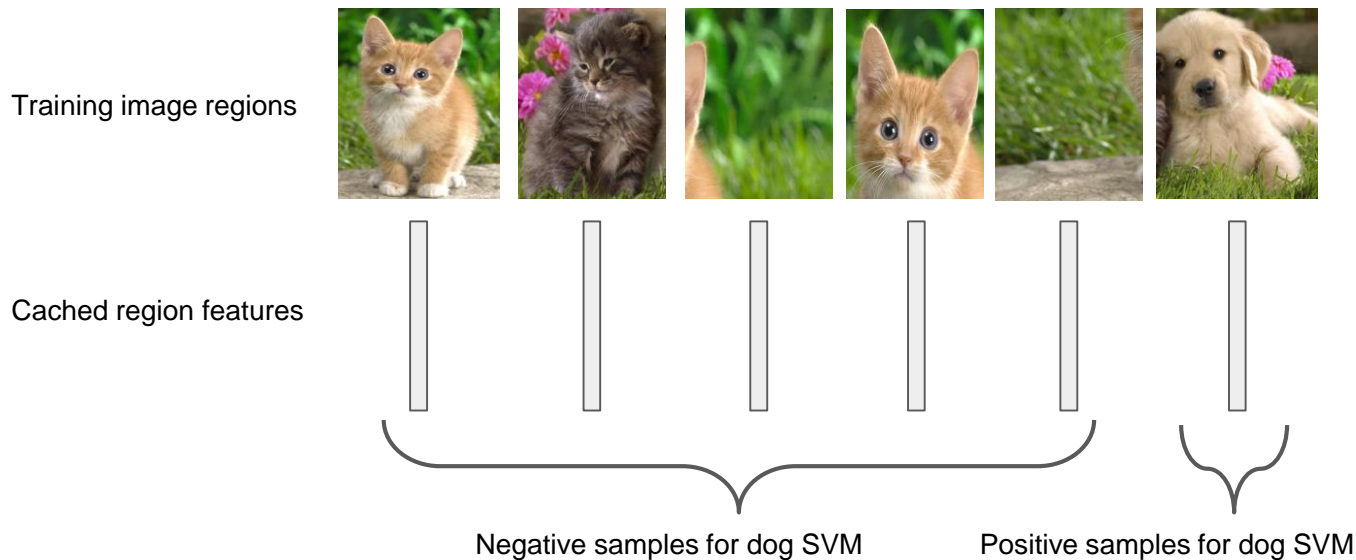 Training image regions
Cached region features
Negative samples for dog SVM
Positive samples for dog SVM